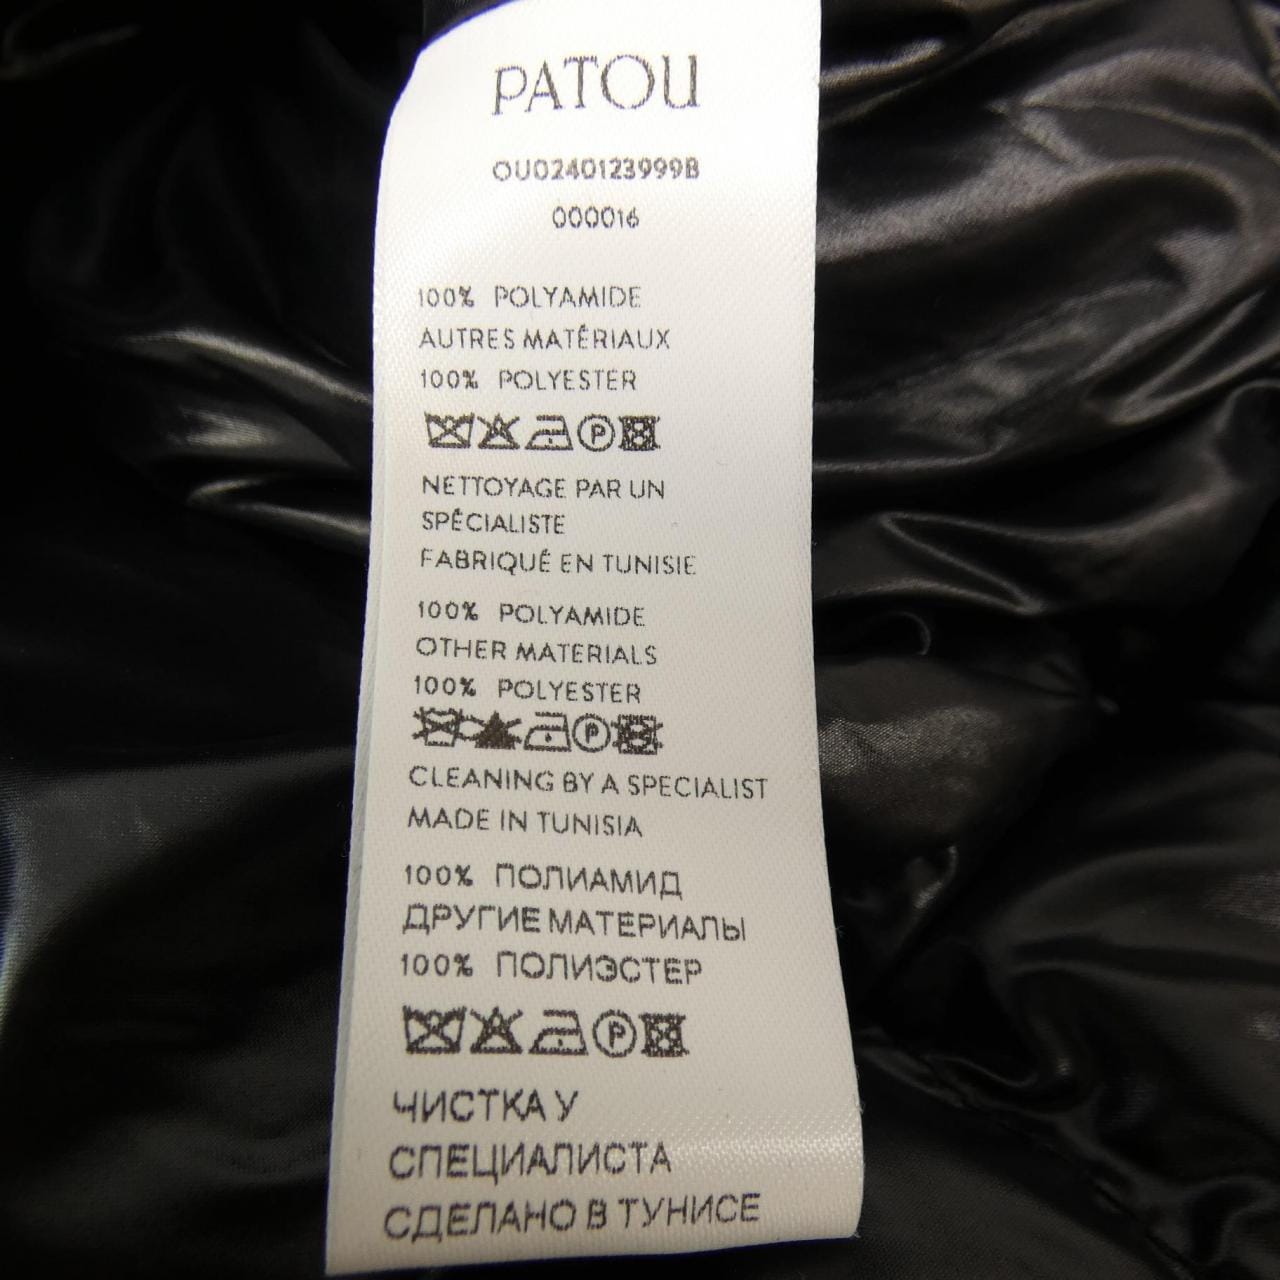 PATOU
OU0240123999B
000016
100% POLYAMIDE
AUTRES MATÉRIAUX
100% POLYESTER
P
NETTOYAGE PAR UN
SPÉCIALISTE
FABRIQUÉ EN TUNISIE
100% POLYAMIDE
OTHER MATERIALS
100% POLYESTER
P
CLEANING BY A SPECIALIST
MADE IN TUNISIA
100% ПОЛИАМИД
ДРУГИЕ МАТЕРИАЛЫ
100% ПОЛИЭСТЕР
P
ЧИСТКА У
СПЕЦИАЛИСТА
СДЕЛАНО В ТУНИСЕ